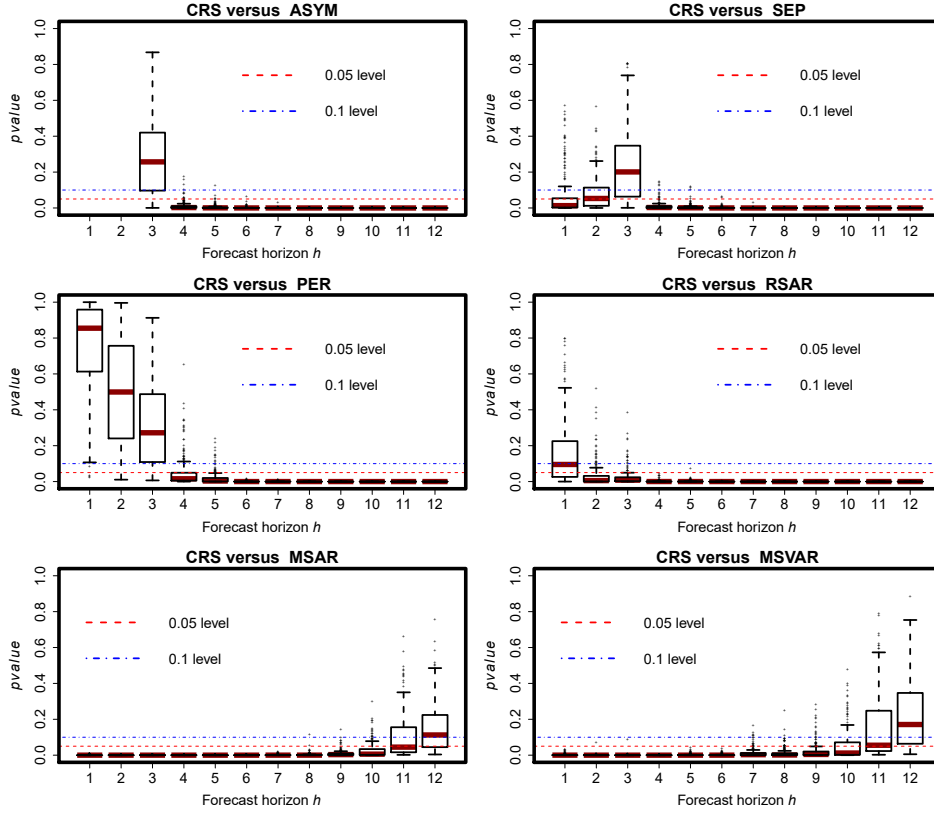 CRS versus ASYM
pvalue
0.0 0.2 0.4 0.6 0.8 1.0
0.05 level
0.1 level
1 2 3 4 5 6 7 8 9 10 11 12
Forecast horizon h
CRS versus SEP
pvalue
0.0 0.2 0.4 0.6 0.8 1.0
0.05 level
0.1 level
1 2 3 4 5 6 7 8 9 10 11 12
Forecast horizon h
CRS versus PER
pvalue
0.0 0.2 0.4 0.6 0.8 1.0
0.05 level
0.1 level
1 2 3 4 5 6 7 8 9 10 11 12
Forecast horizon h
CRS versus RSAR
pvalue
0.0 0.2 0.4 0.6 0.8 1.0
0.05 level
0.1 level
1 2 3 4 5 6 7 8 9 10 11 12
Forecast horizon h
CRS versus MSAR
pvalue
0.0 0.2 0.4 0.6 0.8 1.0
0.05 level
0.1 level
1 2 3 4 5 6 7 8 9 10 11 12
Forecast horizon h
CRS versus MSVAR
pvalue
0.0 0.2 0.4 0.6 0.8 1.0
0.05 level
0.1 level
1 2 3 4 5 6 7 8 9 10 11 12
Forecast horizon h